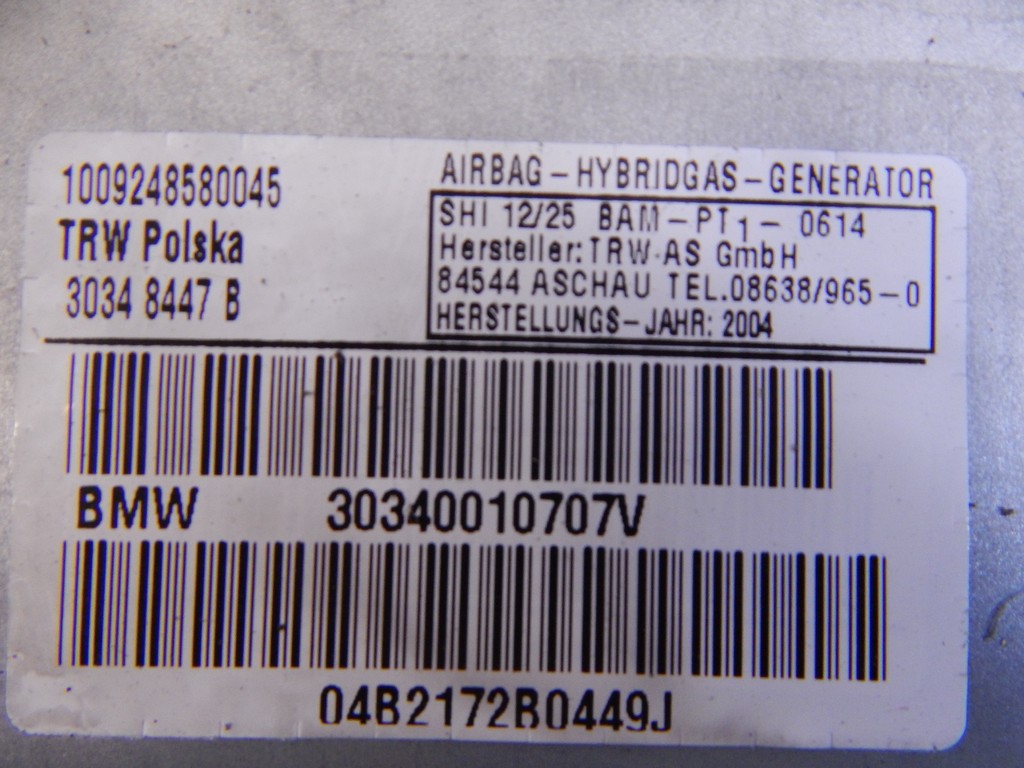 1009248580045
TRW Polska
3034 8447 B
AIRBAG-HYBRIDGAS-GENERATOR
SHI 12/25 BAM-PT1- 0614
Hersteller:TRW-AS GmbH
84544 ASCHAU TEL.08638/965-0
HERSTELLUNGS-JAHR: 2004
BMW 30340010707V
04B2172B0449J